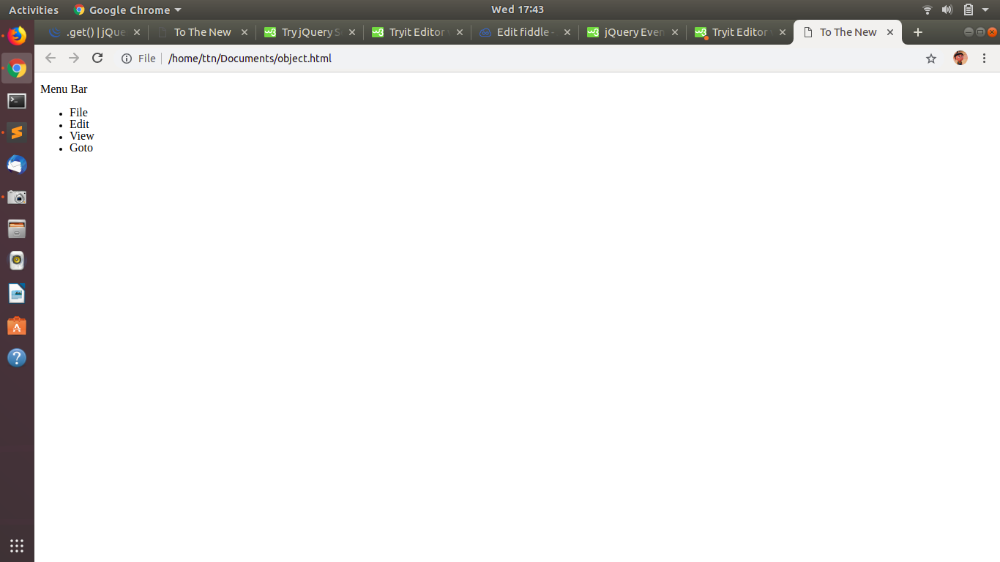 Activities Google Chrome Wed 17:43
.get() | jQue To The New Try jQuery S Tryit Editor Edit fiddle - jQuery Even Tryit Editor v To The New
File /home/ttn/Documents/object.html
Menu Bar
File
Edit
View
Goto